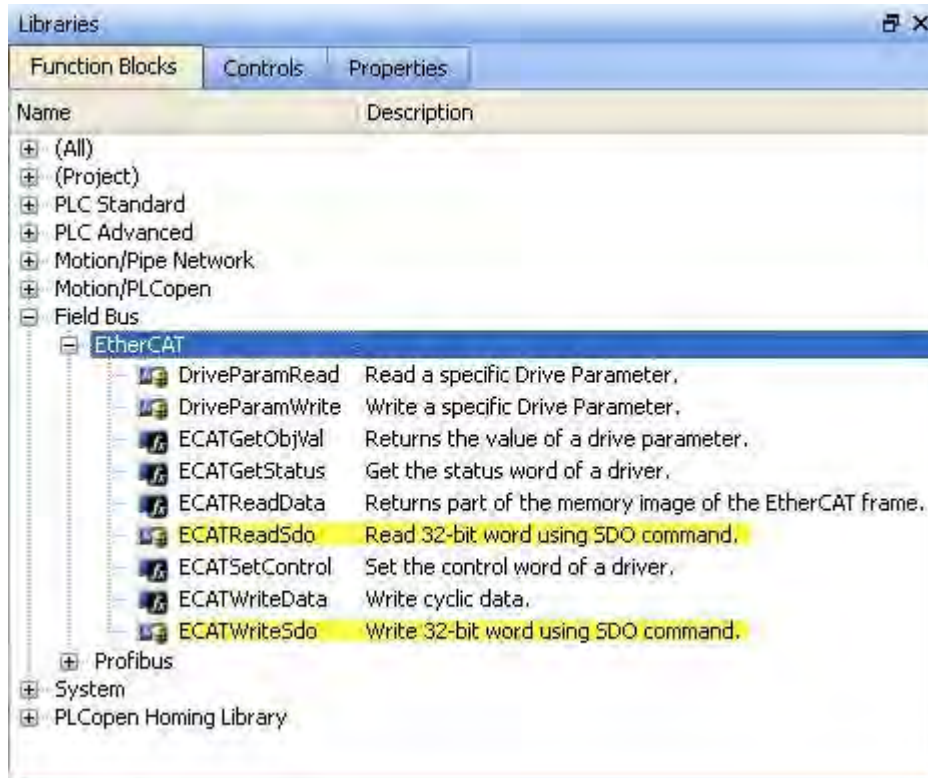 Libraries
Function Blocks Controls Properties
Name Description
(All)
(Project)
PLC Standard
PLC Advanced
Motion/Pipe Network
Motion/PLCopen
Field Bus
EtherCAT
DriveParamRead Read a specific Drive Parameter.
DriveParamWrite Write a specific Drive Parameter.
ECATGetObjVal Returns the value of a drive parameter.
ECATGetStatus Get the status word of a driver.
ECATReadData Returns part of the memory image of the EtherCAT frame.
ECATReadSdo Read 32-bit word using SDO command.
ECATSetControl Set the control word of a driver.
ECATWriteData Write cyclic data.
ECATWriteSdo Write 32-bit word using SDO command.
Profibus
System
PLCopen Homing Library